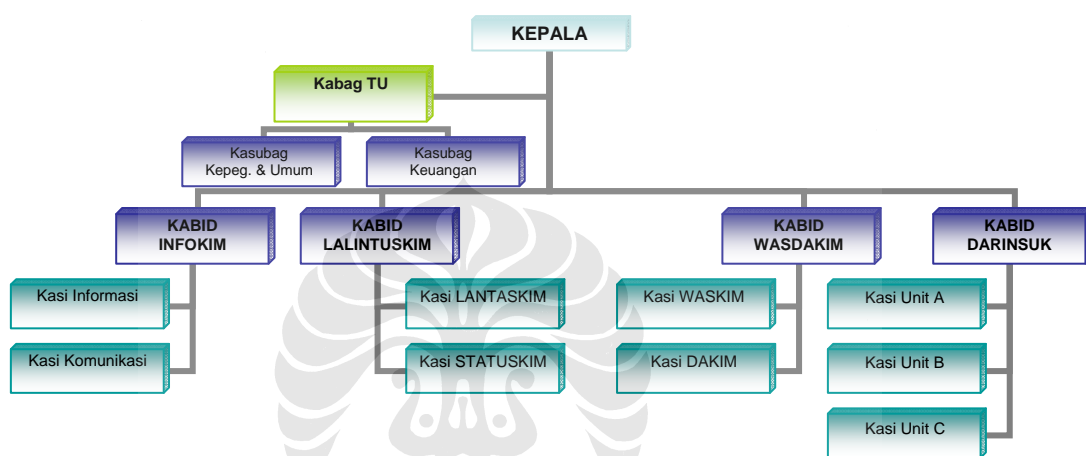 KEPALA
Kabag TU
Kasubag
Kepeg. & Umum
Kasubag
Keuangan
KABID
INFOKIM
KABID
LALINTUSKIM
KABID
WASDAKIM
KABID
DARINSUK
Kasi Informasi
Kasi LANTASKIM
Kasi WASKIM
Kasi Unit A
Kasi Komunikasi
Kasi STATUSKIM
Kasi DAKIM
Kasi Unit B
Kasi Unit C